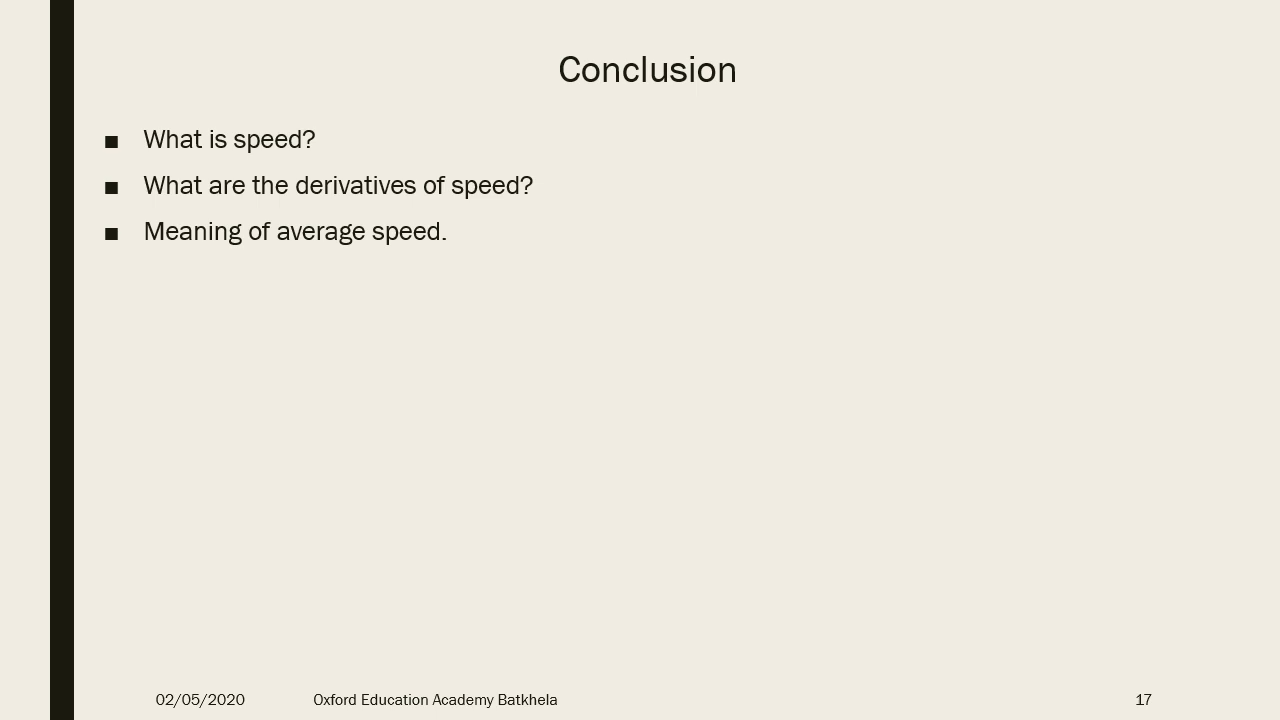 Conclusion
■ What is speed?
■ What are the derivatives of speed?
■ Meaning of average speed.
02/05/2020 Oxford Education Academy Batkhela 17